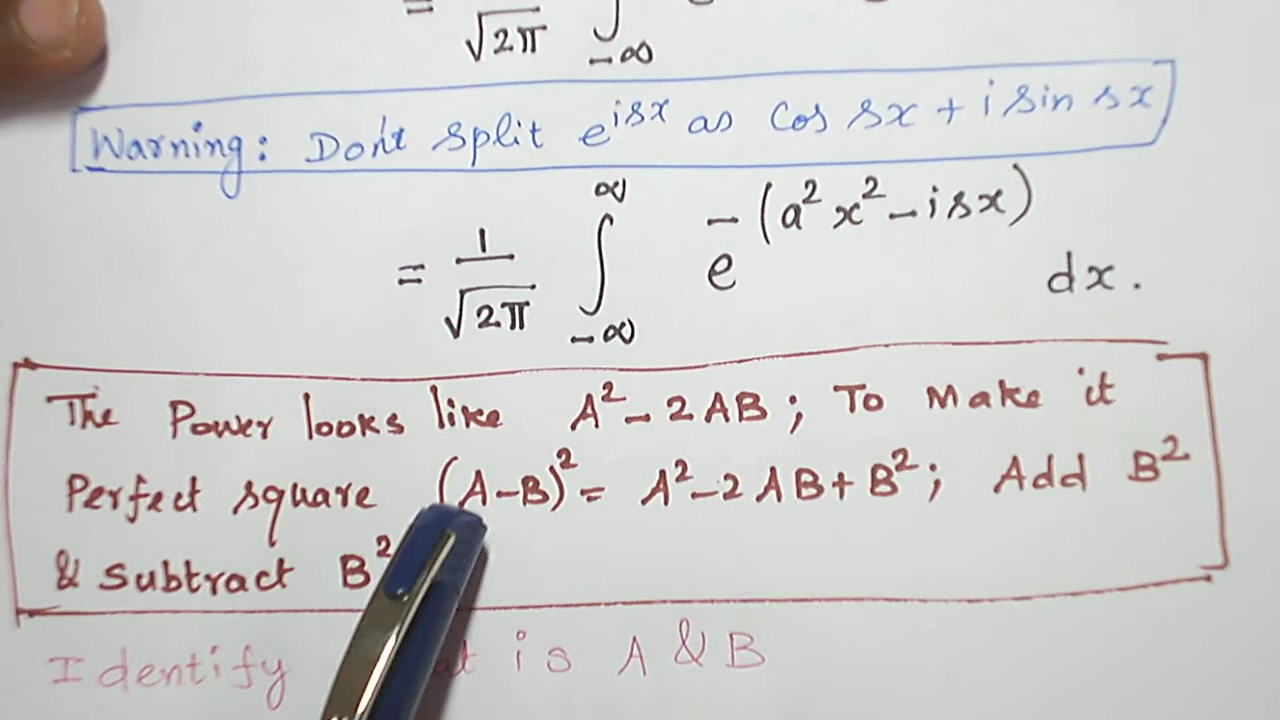 = 1/√2π ∫ -∞
Warning: Don't split e^{isx} as Cos sx + i sin sx
= 1/√2π ∫_{-∞}^{∞} e^{-(a²x² - isx)} dx.
The Power looks like A² - 2AB; To Make it
Perfect square (A-B)² = A² - 2AB + B²; Add B²
& Subtract B²
Identify is A & B